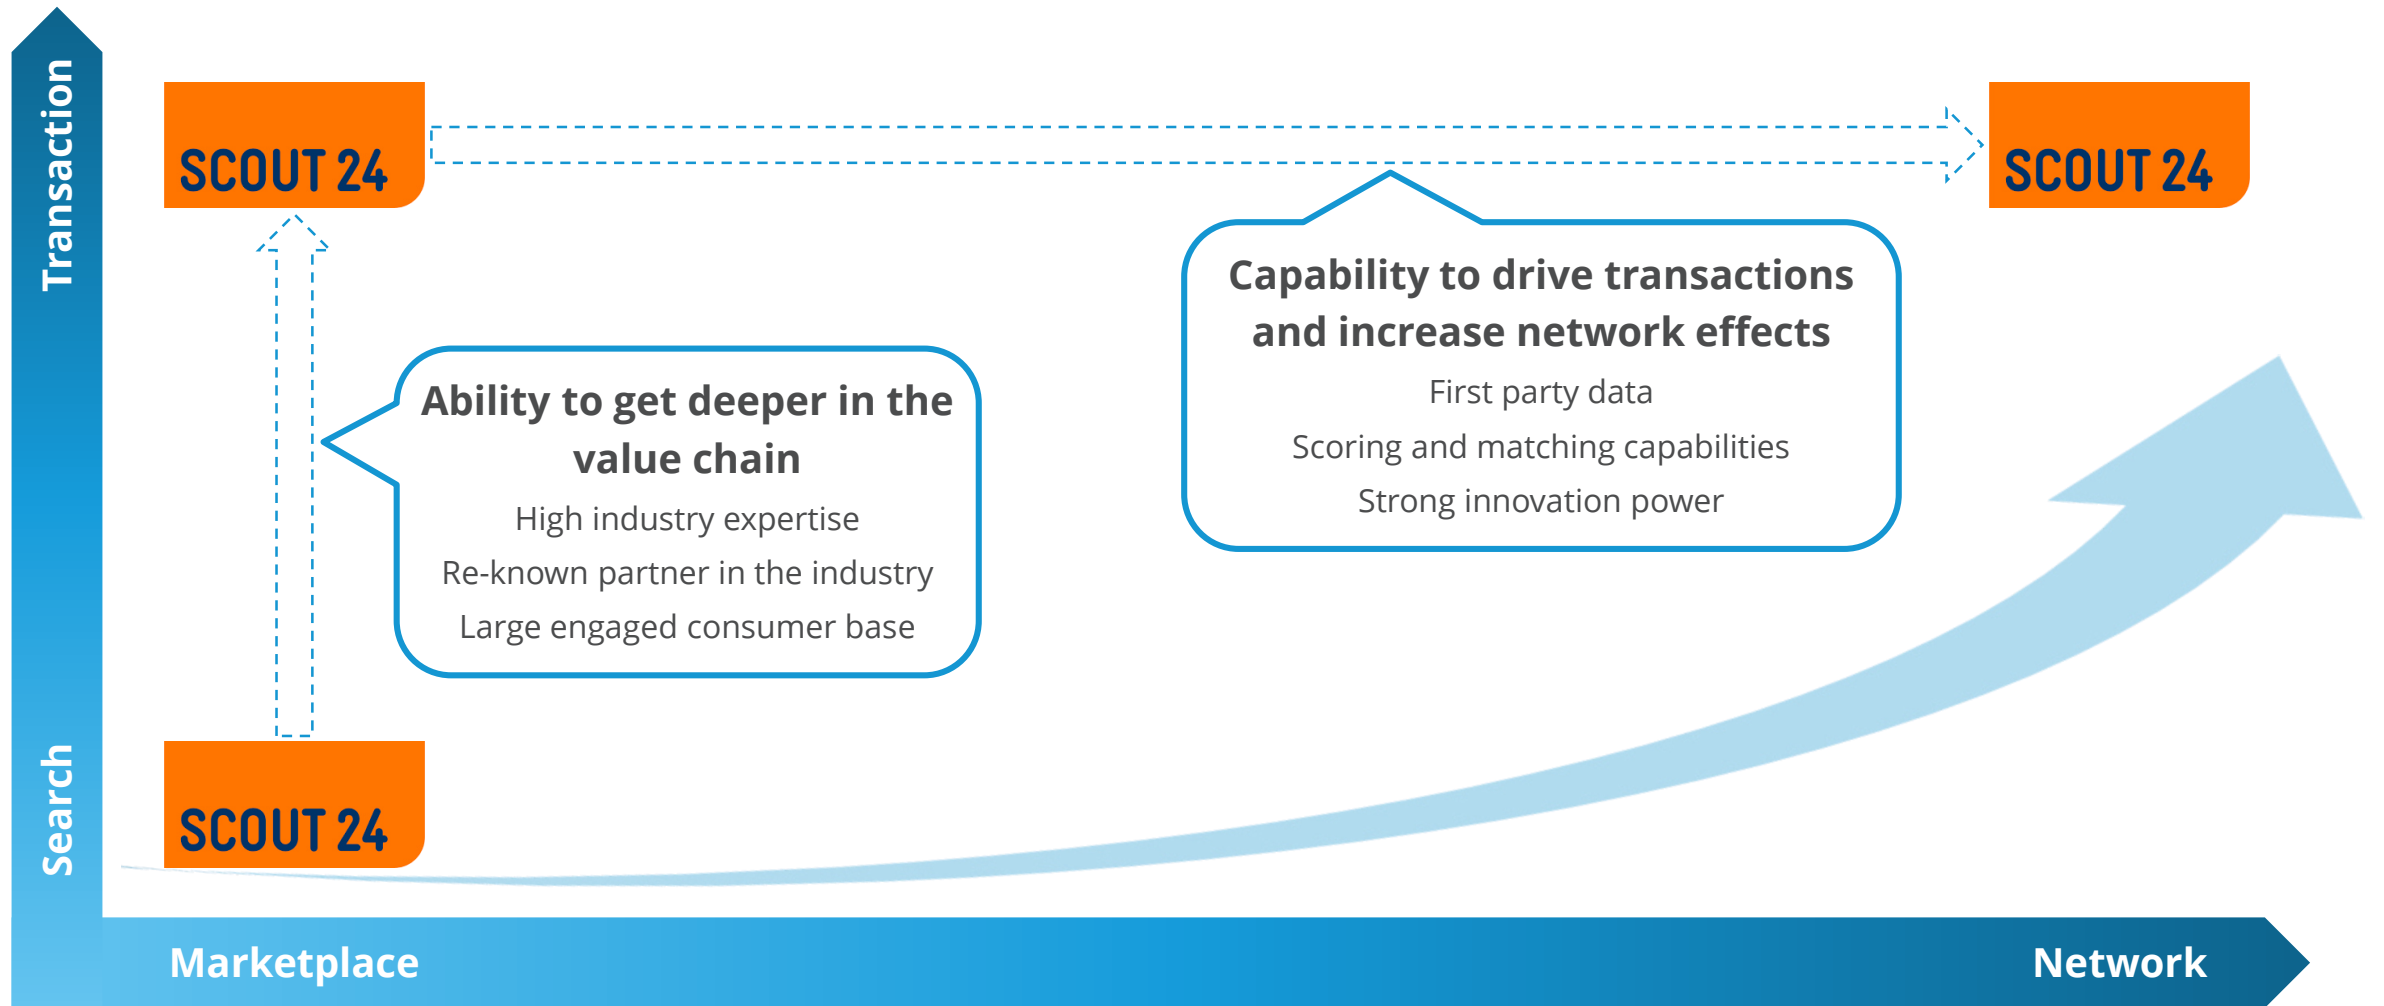 Transaction
SCOUT 24
SCOUT 24
Capability to drive transactions
and increase network effects
First party data
Scoring and matching capabilities
Strong innovation power
Ability to get deeper in the
value chain
High industry expertise
Re-known partner in the industry
Large engaged consumer base
Search
SCOUT 24
Marketplace
Network